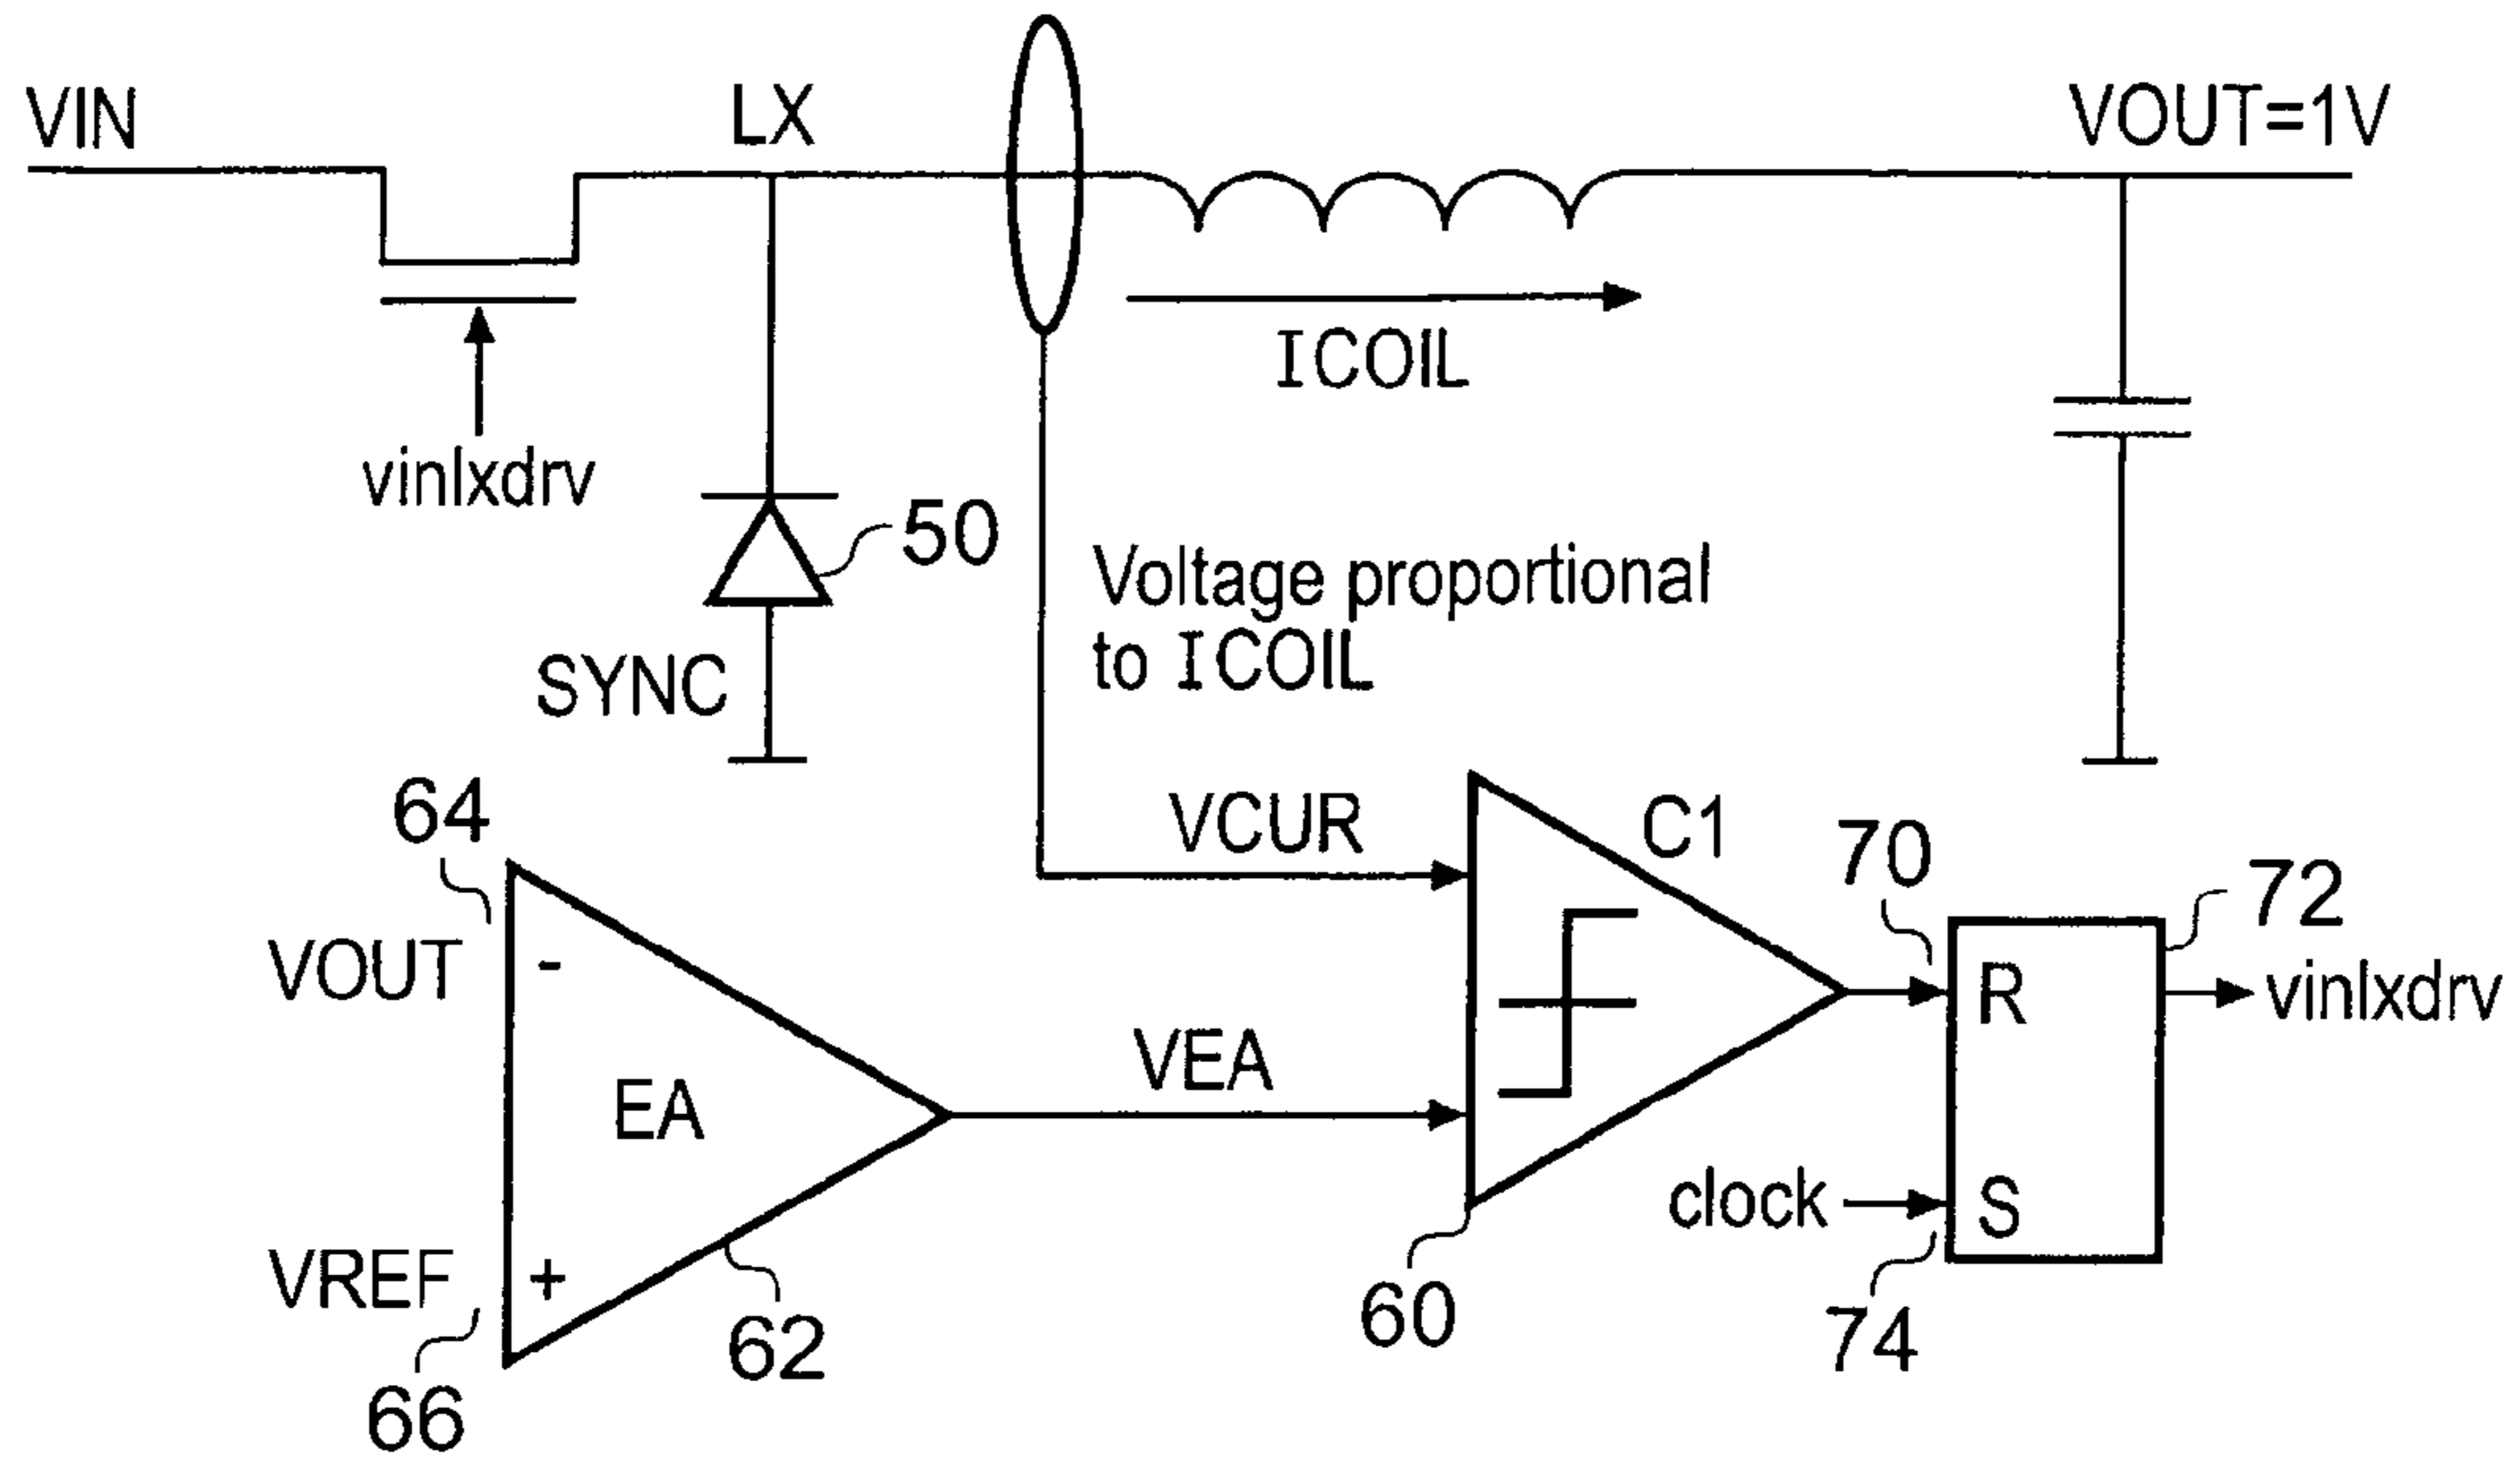 VIN
LX
VOUT=1V
ICOIL
vinlxdrv
50
Voltage proportional
to ICOIL
SYNC
64
VCUR
C1
70
72
VOUT
-
R
vinlxdrv
EA
VEA
clock
S
VREF
+
62
60
74
66